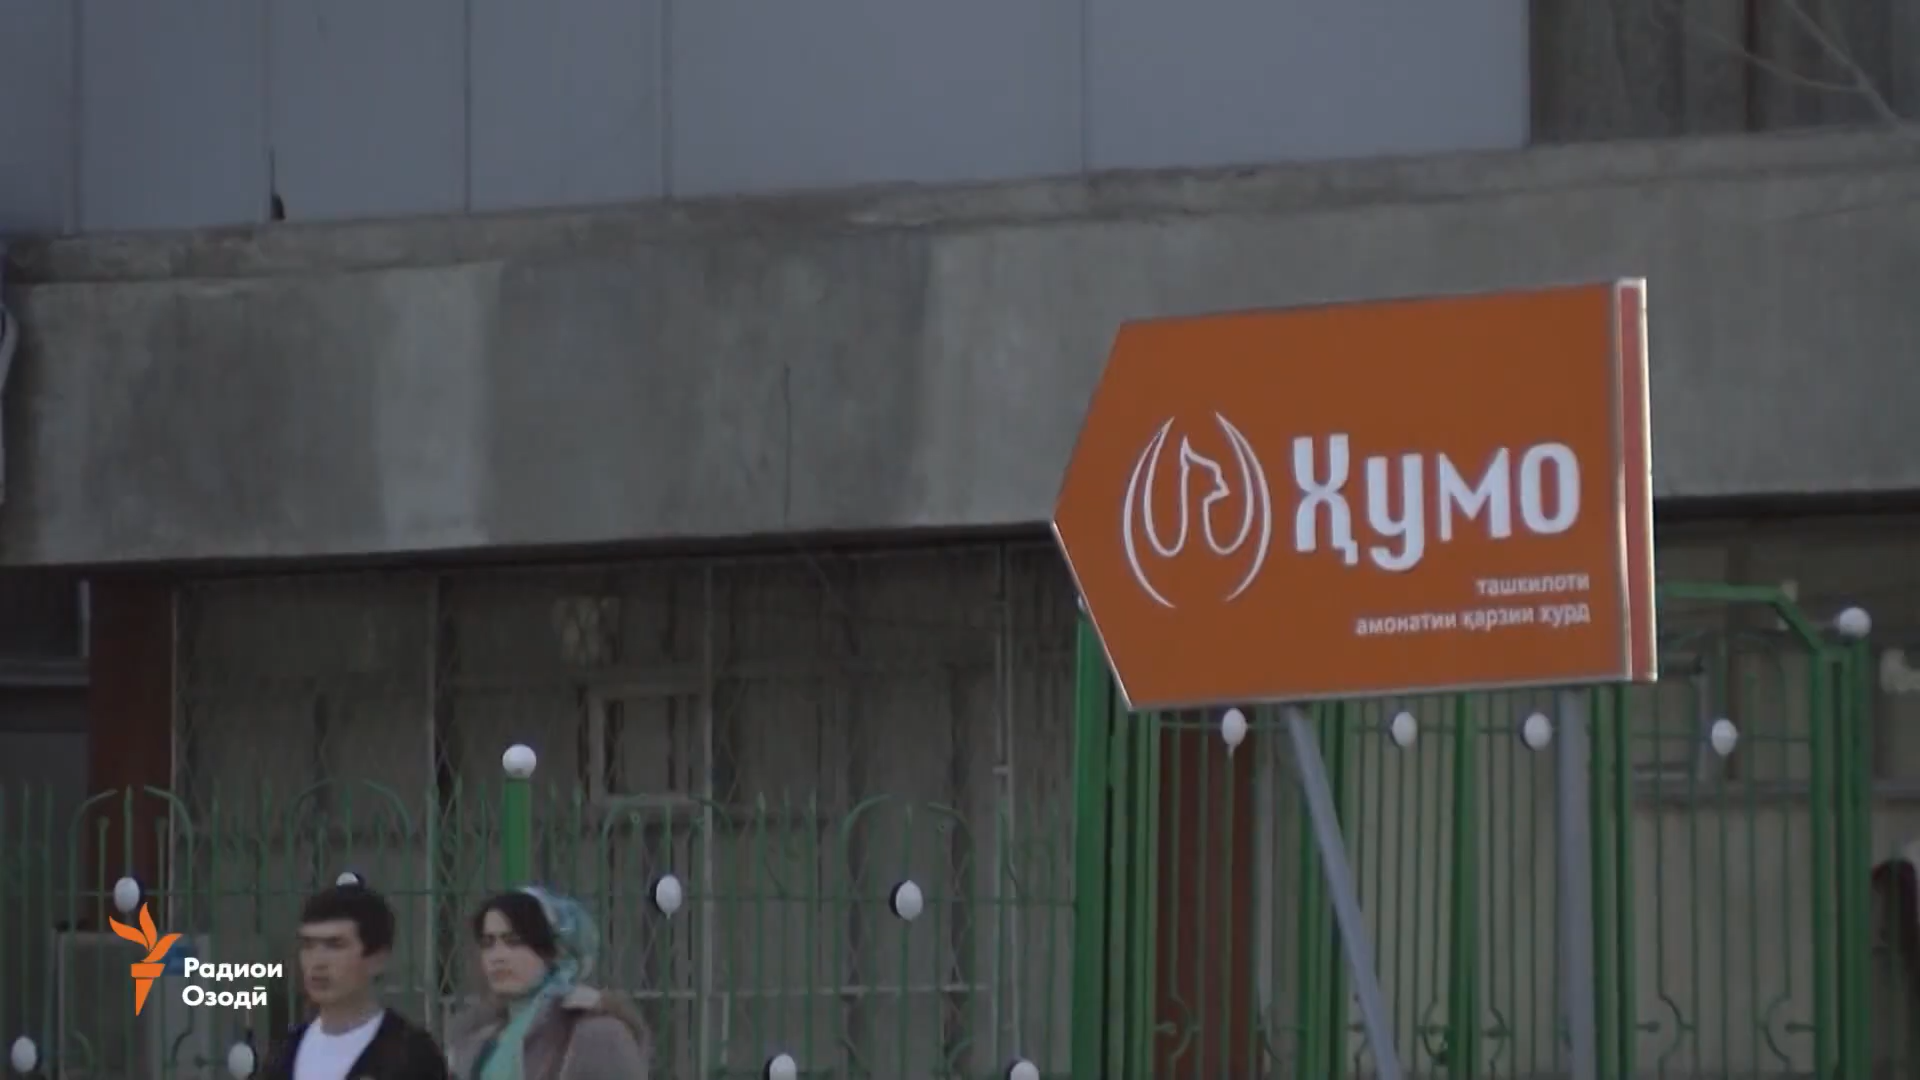 Ҳумо
ташкилоти
амонатии қарзии хурд
Радиои
Озодӣ